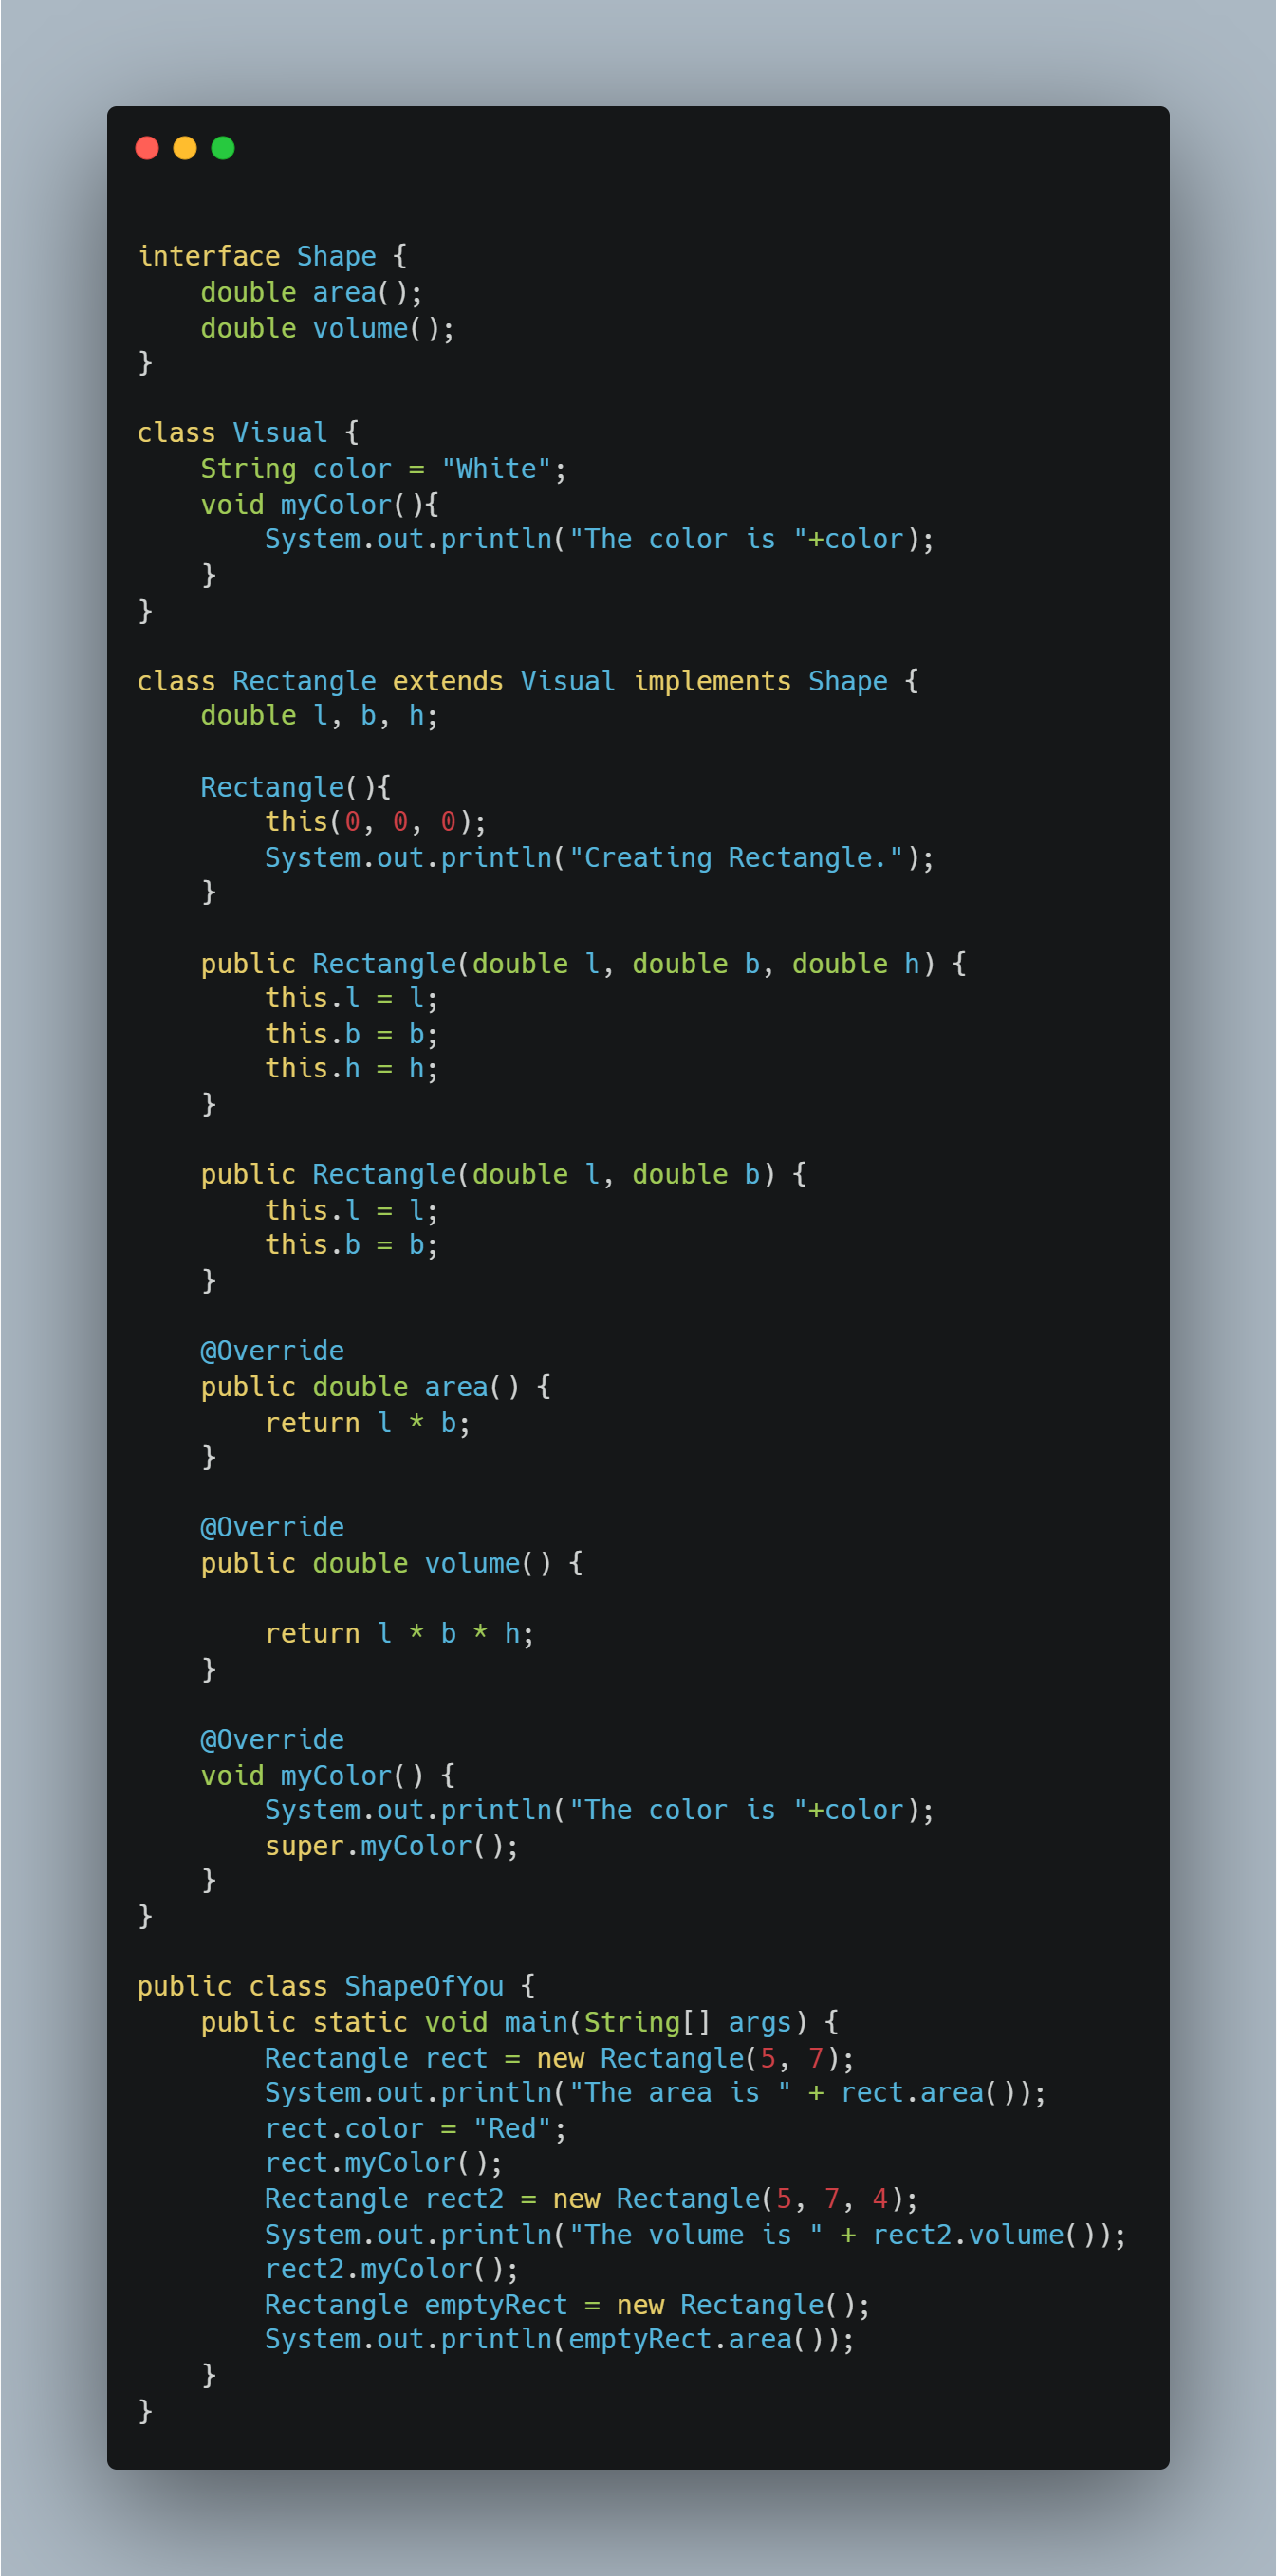 interface Shape {
    double area();
    double volume();
}

class Visual {
    String color = "White";
    void myColor(){
        System.out.println("The color is "+color);
    }
}

class Rectangle extends Visual implements Shape {
    double l, b, h;

    Rectangle(){
        this(0, 0, 0);
        System.out.println("Creating Rectangle.");
    }

    public Rectangle(double l, double b, double h) {
        this.l = l;
        this.b = b;
        this.h = h;
    }

    public Rectangle(double l, double b) {
        this.l = l;
        this.b = b;
    }

    @Override
    public double area() {
        return l * b;
    }

    @Override
    public double volume() {

        return l * b * h;
    }

    @Override
    void myColor() {
        System.out.println("The color is "+color);
        super.myColor();
    }
}

public class ShapeOfYou {
    public static void main(String[] args) {
        Rectangle rect = new Rectangle(5, 7);
        System.out.println("The area is " + rect.area());
        rect.color = "Red";
        rect.myColor();
        Rectangle rect2 = new Rectangle(5, 7, 4);
        System.out.println("The volume is " + rect2.volume());
        rect2.myColor();
        Rectangle emptyRect = new Rectangle();
        System.out.println(emptyRect.area());
    }
}